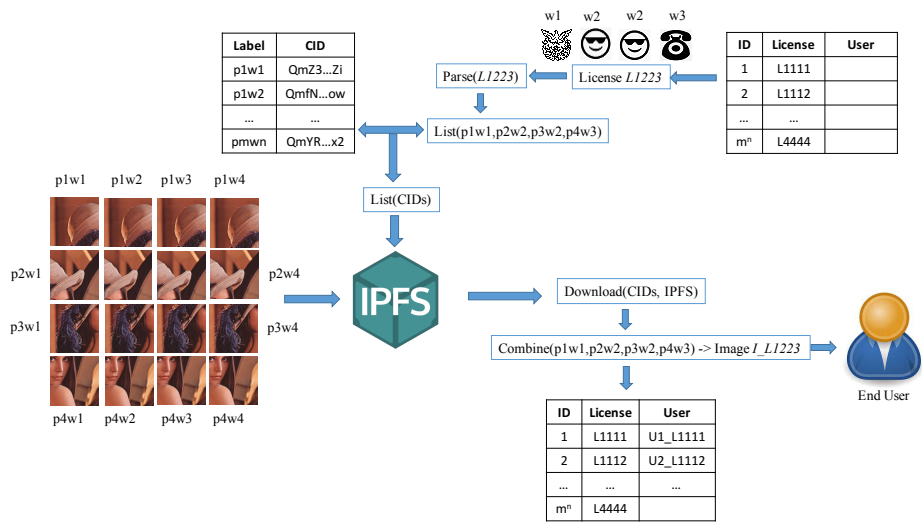 w1 w2 w2 w3
Label CID
p1w1 QmZ3…Zi
p1w2 QmfN…ow
… …
pmwn QmYR…x2
Parse(L1223)
License L1223
List(p1w1,p2w2,p3w2,p4w3)
ID License User
1 L1111
2 L1112
… …
mⁿ L4444
List(CIDs)
p1w1 p1w2 p1w3 p1w4
p2w1 p2w4
p3w1 p3w4
p4w1 p4w2 p4w3 p4w4
IPFS
Download(CIDs, IPFS)
Combine(p1w1,p2w2,p3w2,p4w3) -> Image I_L1223
End User
ID License User
1 L1111 U1_L1111
2 L1112 U2_L1112
… … …
mⁿ L4444